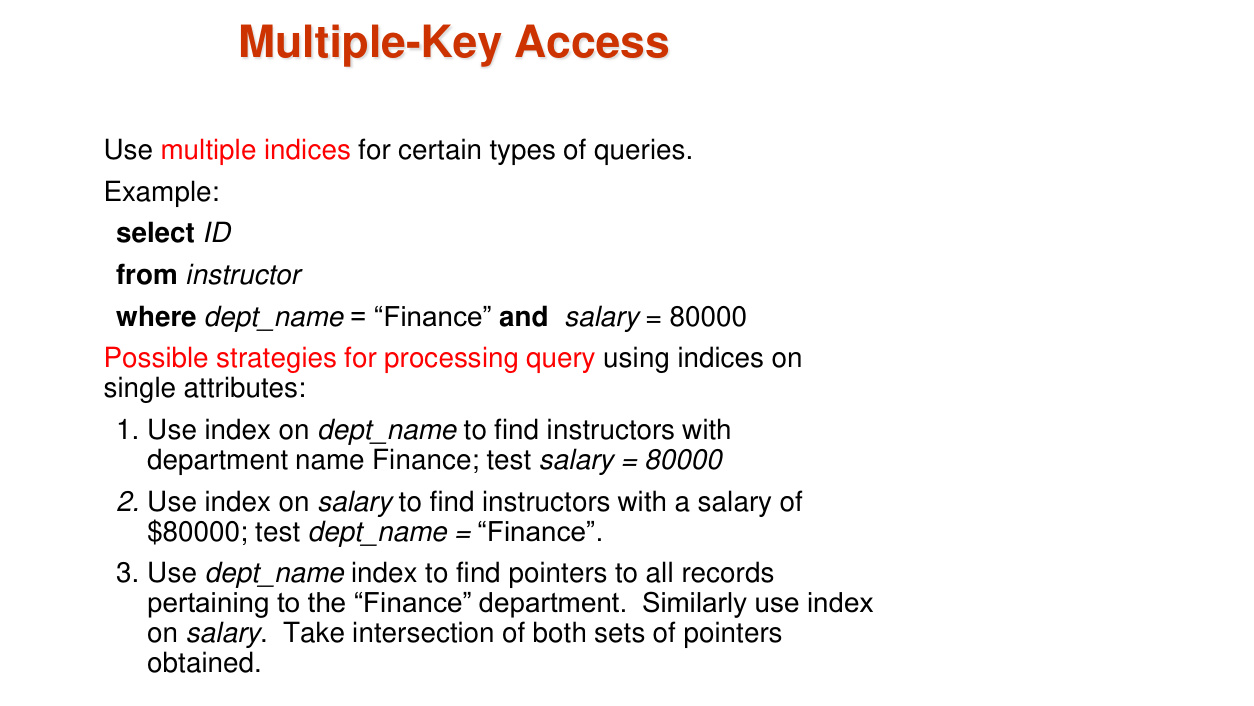 Multiple-Key Access
Use multiple indices for certain types of queries.
Example:
select ID
from instructor
where dept_name = “Finance” and salary = 80000
Possible strategies for processing query using indices on
single attributes:
1. Use index on dept_name to find instructors with
department name Finance; test salary = 80000
2. Use index on salary to find instructors with a salary of
$80000; test dept_name = “Finance”.
3. Use dept_name index to find pointers to all records
pertaining to the “Finance” department. Similarly use index
on salary. Take intersection of both sets of pointers
obtained.